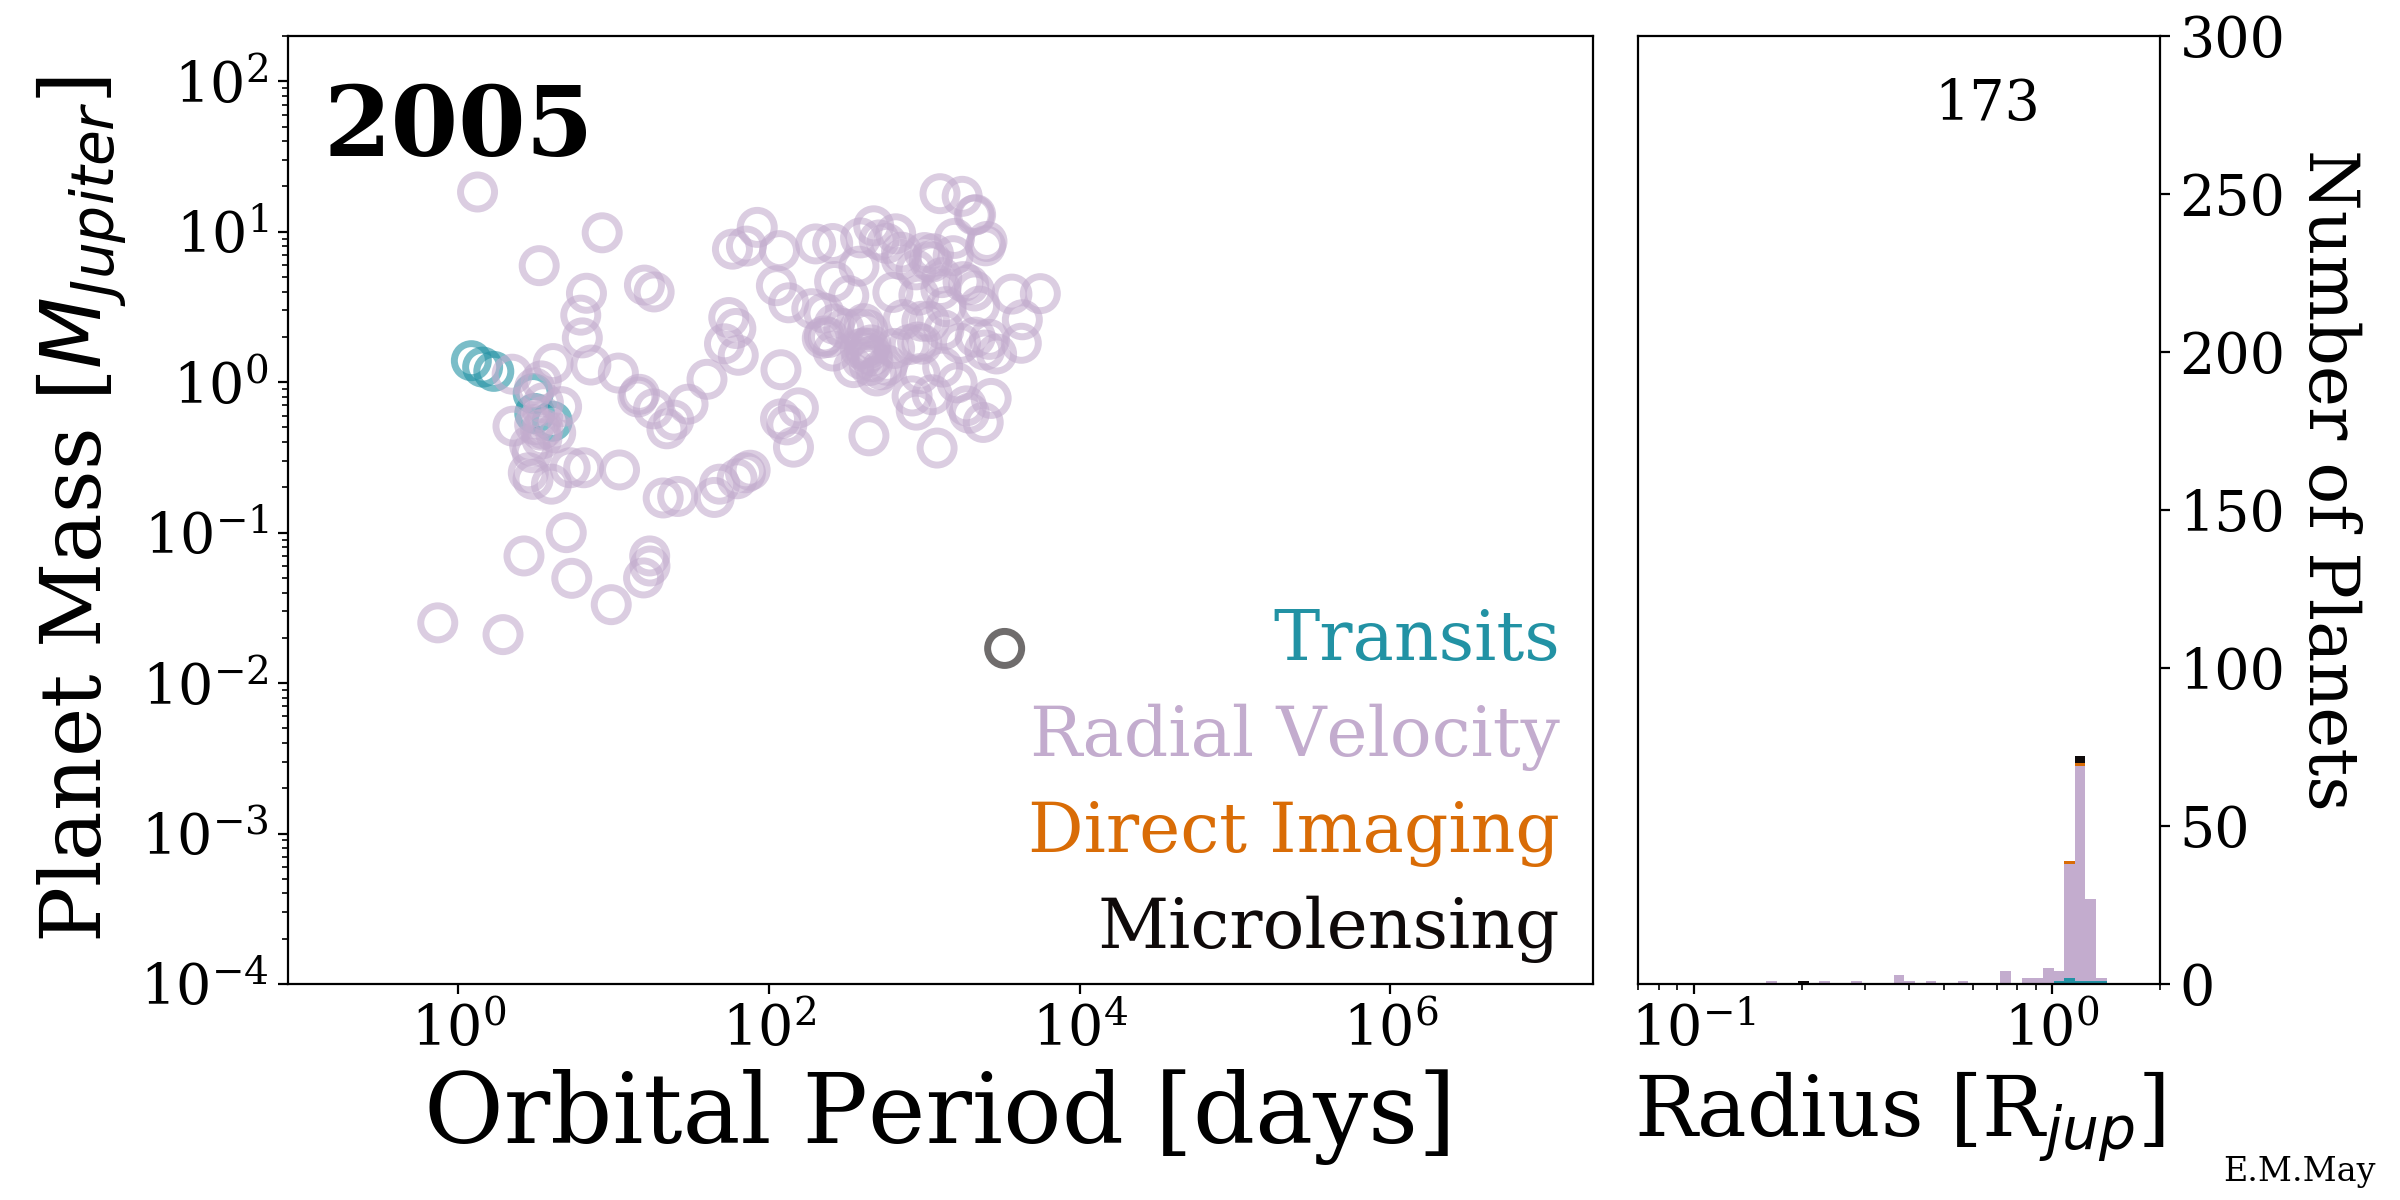 2005
Planet Mass [M_Jupiter]
10^2
10^1
10^0
10^-1
10^-2
10^-3
10^-4
Transits
Radial Velocity
Direct Imaging
Microlensing
10^0 10^2 10^4 10^6
Orbital Period [days]
173
300
250
200
150
100
50
0
Number of Planets
10^-1 10^0
Radius [R_jup]
E.M.May